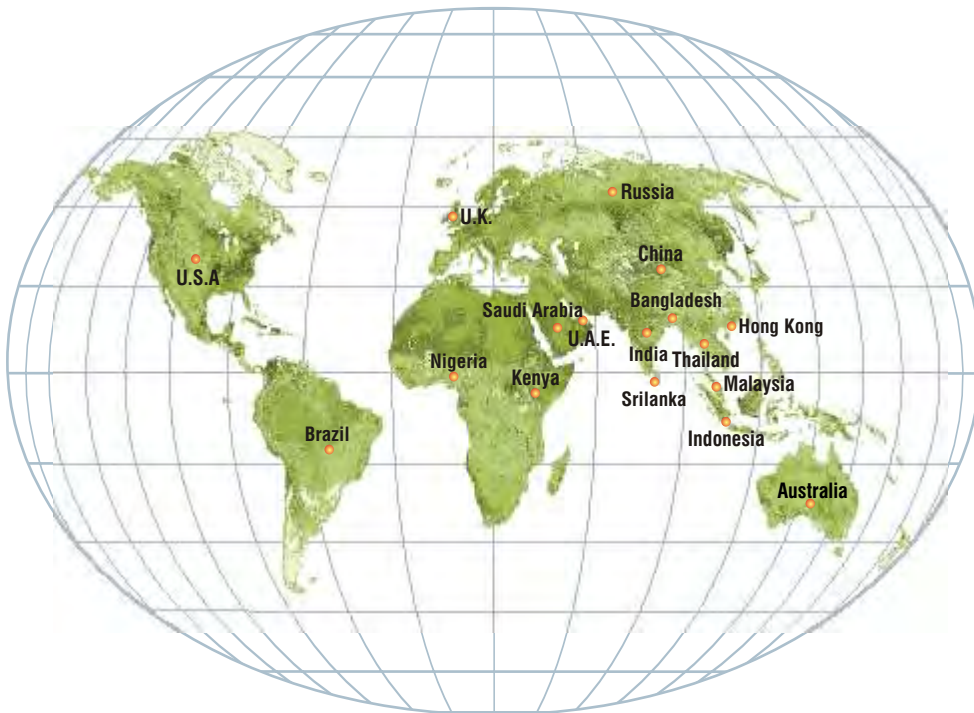 Russia
U.K.
China
U.S.A
Bangladesh
Saudi Arabia
Hong Kong
U.A.E.
India
Thailand
Nigeria
Kenya
Malaysia
Srilanka
Brazil
Indonesia
Australia